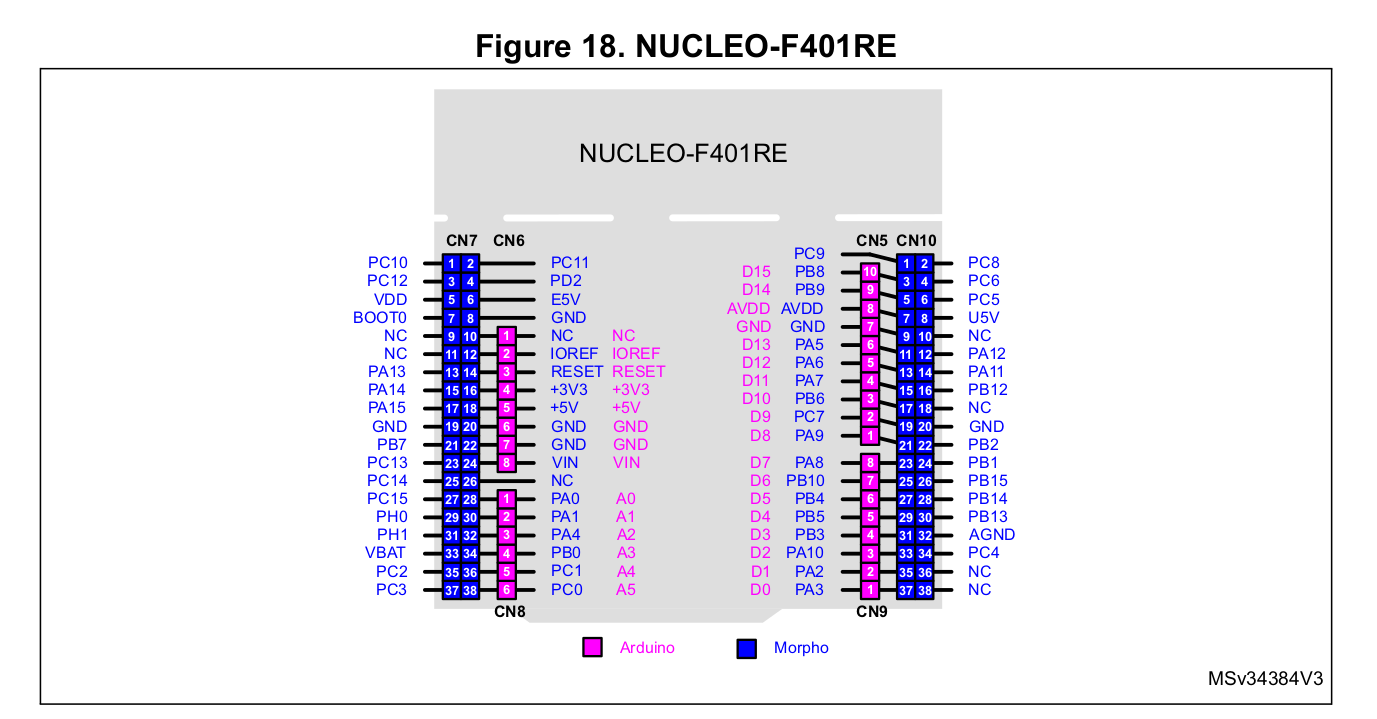 Figure 18. NUCLEO-F401RE
NUCLEO-F401RE
CN7 CN6 CN5 CN10
PC9
PC10 1 2 PC11 1 2 PC8
D15 PB8 10
PC12 3 4 PD2 3 4 PC6
D14 PB9 9
VDD 5 6 E5V 5 6 PC5
AVDD AVDD 8
BOOT0 7 8 GND 7 8 U5V
GND GND 7
NC 9 10 1 NC NC 9 10 NC
D13 PA5 6
NC 11 12 2 IOREF IOREF 11 12 PA12
D12 PA6 5
PA13 13 14 3 RESET RESET 13 14 PA11
D11 PA7 4
PA14 15 16 4 +3V3 +3V3 15 16 PB12
D10 PB6 3
PA15 17 18 5 +5V +5V 17 18 NC
D9 PC7 2
GND 19 20 6 GND GND 19 20 GND
D8 PA9 1
PB7 21 22 7 GND GND 21 22 PB2
PC13 23 24 8 VIN VIN D7 PA8 8 23 24 PB1
PC14 25 26 NC D6 PB10 7 25 26 PB15
PC15 27 28 1 PA0 A0 D5 PB4 6 27 28 PB14
PH0 29 30 2 PA1 A1 D4 PB5 5 29 30 PB13
PH1 31 32 3 PA4 A2 D3 PB3 4 31 32 AGND
VBAT 33 34 4 PB0 A3 D2 PA10 3 33 34 PC4
PC2 35 36 5 PC1 A4 D1 PA2 2 35 36 NC
PC3 37 38 6 PC0 A5 D0 PA3 1 37 38 NC
CN8 CN9
Arduino Morpho
MSv34384V3